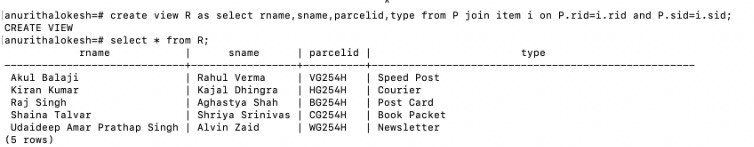 anurithalokesh=# create view R as select rname,sname,parcelid,type from P join item i on P.rid=i.rid and P.sid=i.sid;
CREATE VIEW
anurithalokesh=# select * from R;
rname | sname | parcelid | type
-----------------------------+------------------+----------+------------------------------------------------------
Akul Balaji | Rahul Verma | VG254H | Speed Post
Kiran Kumar | Kajal Dhingra | HG254H | Courier
Raj Singh | Aghastya Shah | BG254H | Post Card
Shaina Talvar | Shriya Srinivas | CG254H | Book Packet
Udaideep Amar Prathap Singh | Alvin Zaid | WG254H | Newsletter
(5 rows)